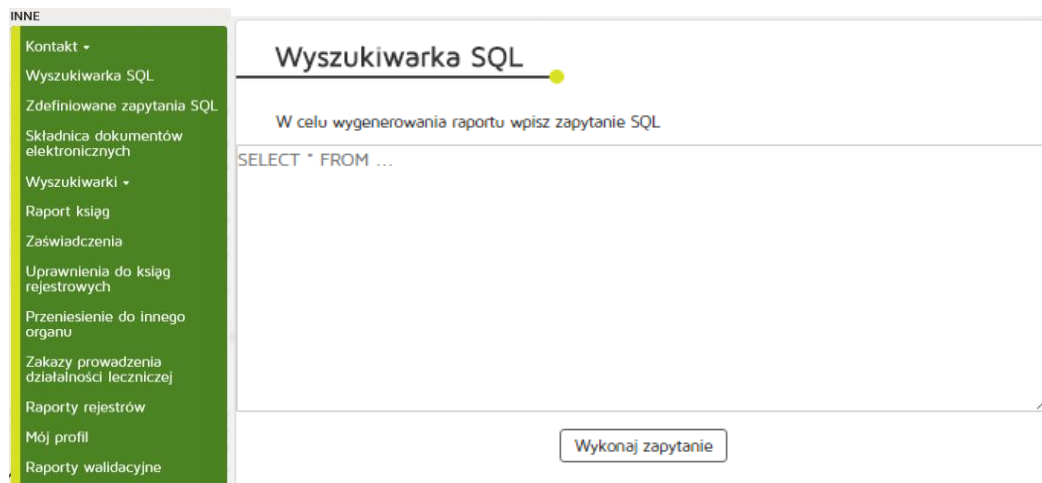 INNE
Kontakt
Wyszukiwarka SQL
Zdefiniowane zapytania SQL
Składnica dokumentów
elektronicznych
Wyszukiwarki
Raport ksiąg
Zaświadczenia
Uprawnienia do ksiąg
rejestrowych
Przeniesienie do innego
organu
Zakazy prowadzenia
działalności leczniczej
Raporty rejestrów
Mój profil
Raporty walidacyjne
Wyszukiwarka SQL
W celu wygenerowania raportu wpisz zapytanie SQL
SELECT * FROM ...
Wykonaj zapytanie